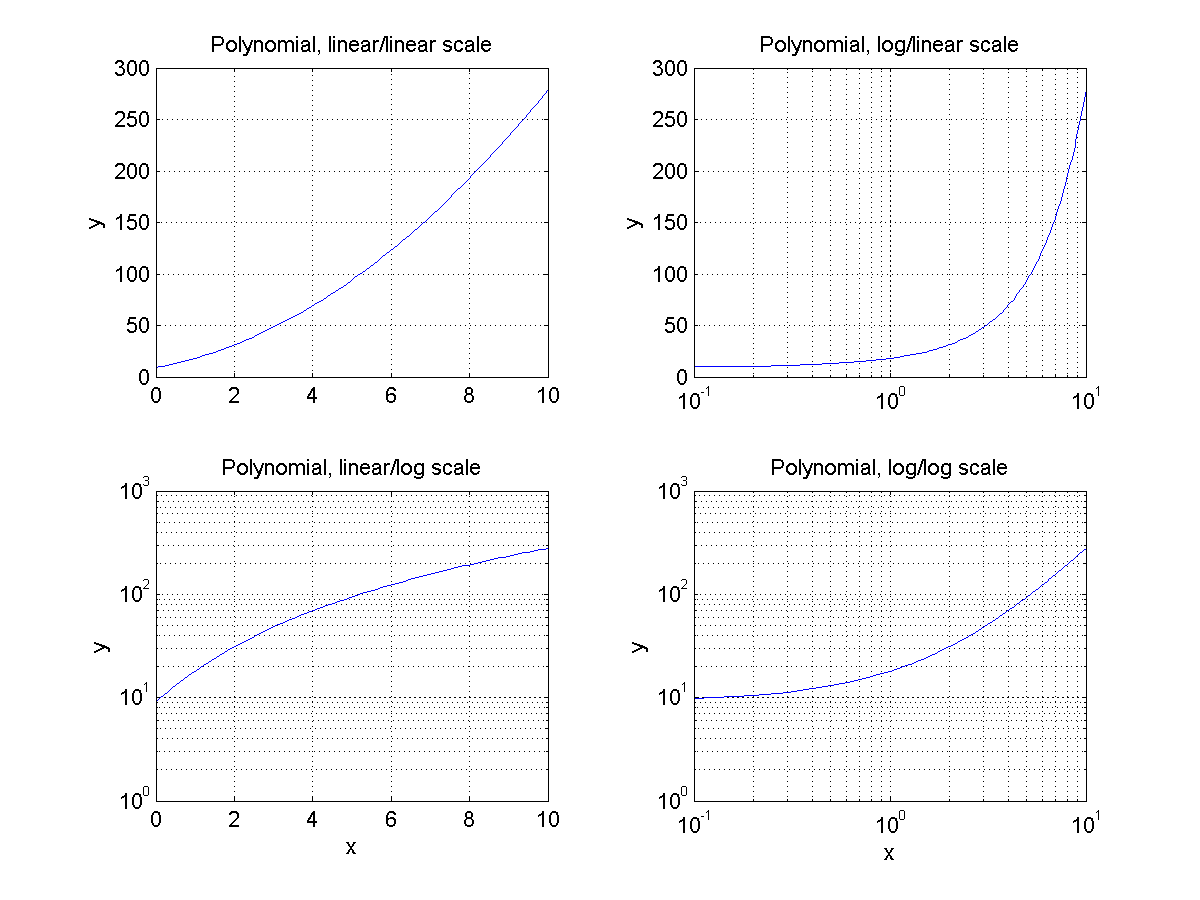 Polynomial, linear/linear scale
300
250
200
150
100
50
0
y
0 2 4 6 8 10
Polynomial, log/linear scale
300
250
200
150
100
50
0
y
10^-1 10^0 10^1
Polynomial, linear/log scale
10^3
10^2
10^1
10^0
y
0 2 4 6 8 10
x
Polynomial, log/log scale
10^3
10^2
10^1
10^0
y
10^-1 10^0 10^1
x